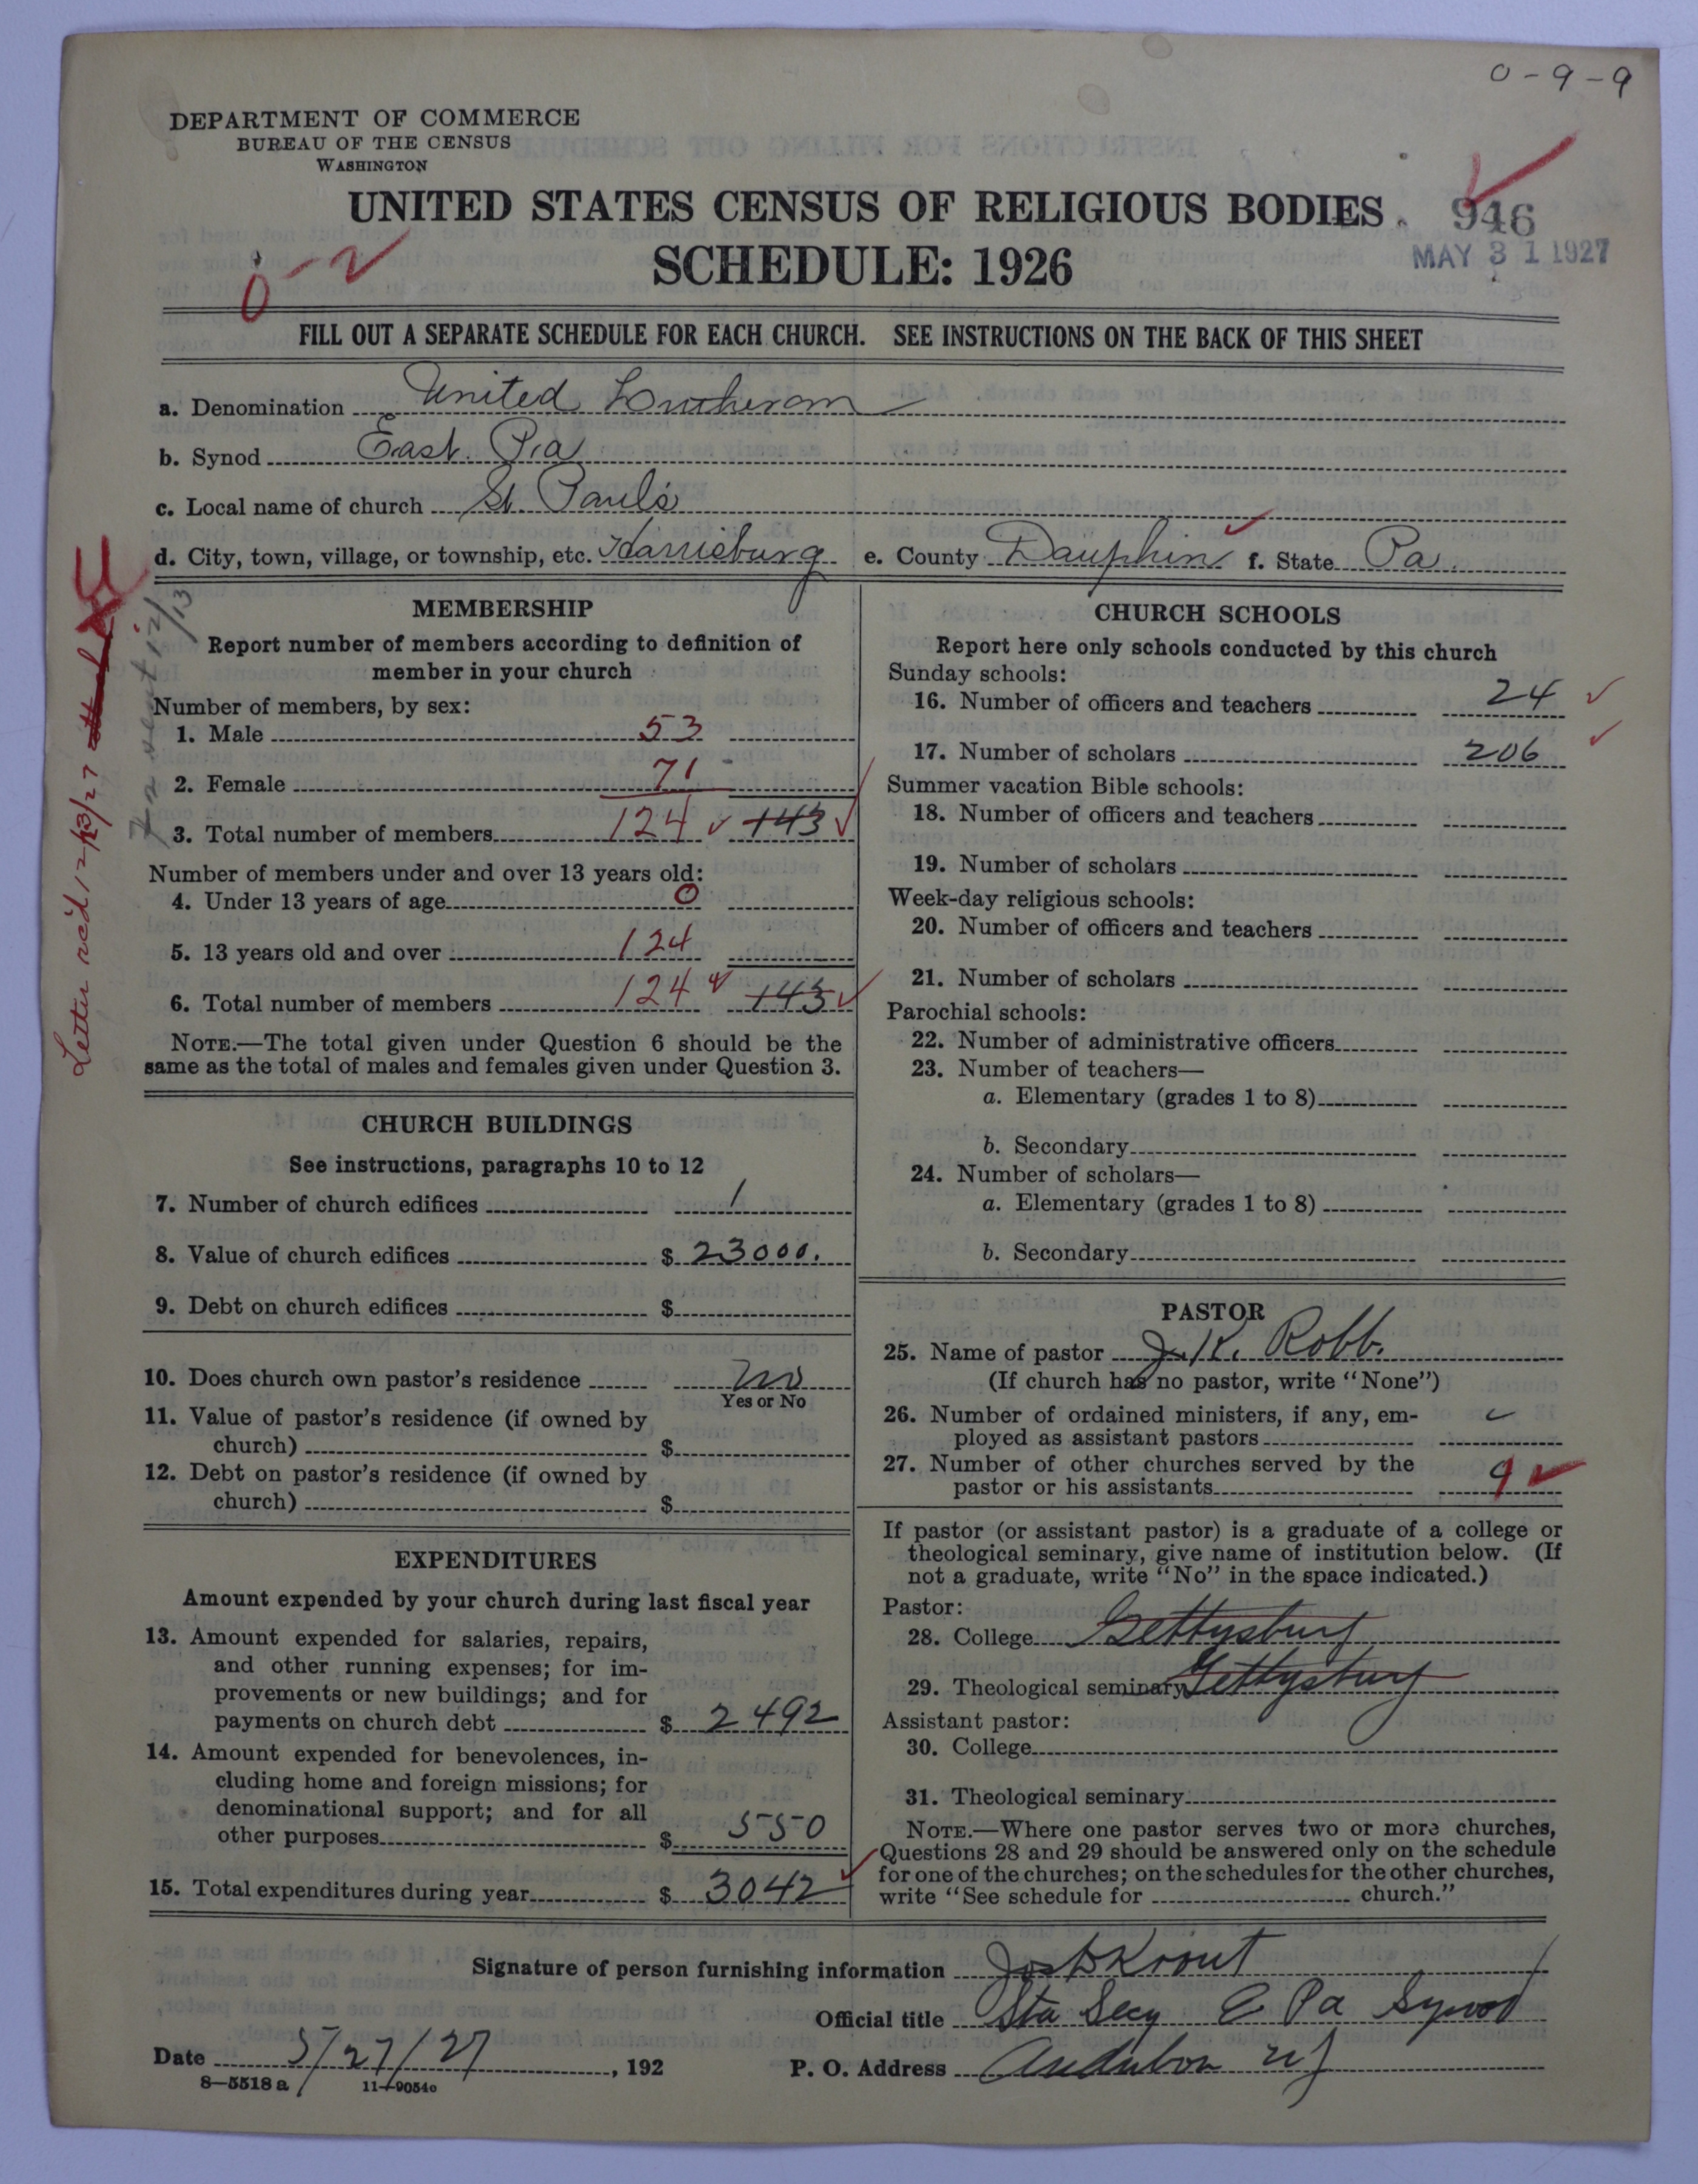 0-9-9
DEPARTMENT OF COMMERCE
BUREAU OF THE CENSUS
WASHINGTON
UNITED STATES CENSUS OF RELIGIOUS BODIES
946
SCHEDULE: 1926
MAY 31 1927
0-2
FILL OUT A SEPARATE SCHEDULE FOR EACH CHURCH. SEE INSTRUCTIONS ON THE BACK OF THIS SHEET
a. Denomination United Lutheran
b. Synod East. Pa
c. Local name of church St. Paul's
d. City, town, village, or township, etc. Harrisburg e. County Dauphin f. State Pa.
Letter rec'd 12/13/27
MEMBERSHIP
Report number of members according to definition of
member in your church
Number of members, by sex:
1. Male 53
2. Female 71
3. Total number of members 124 143
Number of members under and over 13 years old:
4. Under 13 years of age 0
5. 13 years old and over 124
6. Total number of members 124 143
NOTE.—The total given under Question 6 should be the
same as the total of males and females given under Question 3.
CHURCH BUILDINGS
See instructions, paragraphs 10 to 12
7. Number of church edifices 1
8. Value of church edifices $ 23000.
9. Debt on church edifices $
10. Does church own pastor's residence No
Yes or No
11. Value of pastor's residence (if owned by
church) $
12. Debt on pastor's residence (if owned by
church) $
EXPENDITURES
Amount expended by your church during last fiscal year
13. Amount expended for salaries, repairs,
and other running expenses; for im-
provements or new buildings; and for
payments on church debt $ 2492
14. Amount expended for benevolences, in-
cluding home and foreign missions; for
denominational support; and for all
other purposes $ 550
15. Total expenditures during year $ 3042
CHURCH SCHOOLS
Report here only schools conducted by this church
Sunday schools:
16. Number of officers and teachers 24
17. Number of scholars 206
Summer vacation Bible schools:
18. Number of officers and teachers
19. Number of scholars
Week-day religious schools:
20. Number of officers and teachers
21. Number of scholars
Parochial schools:
22. Number of administrative officers
23. Number of teachers—
a. Elementary (grades 1 to 8)
b. Secondary
24. Number of scholars—
a. Elementary (grades 1 to 8)
b. Secondary
PASTOR
25. Name of pastor J. K. Robb.
(If church has no pastor, write "None")
26. Number of ordained ministers, if any, em-
ployed as assistant pastors
27. Number of other churches served by the
pastor or his assistants
If pastor (or assistant pastor) is a graduate of a college or
theological seminary, give name of institution below. (If
not a graduate, write "No" in the space indicated.)
Pastor:
28. College Gettysburg
29. Theological seminary Gettysburg
Assistant pastor:
30. College
31. Theological seminary
NOTE.—Where one pastor serves two or more churches,
Questions 28 and 29 should be answered only on the schedule
for one of the churches; on the schedules for the other churches,
write "See schedule for church."
Signature of person furnishing information Jos D Krout
Official title Sta Secy E Pa Synod
Date 5/27/27, 192 P. O. Address Audubon NJ
8—5518 a 11—9054o